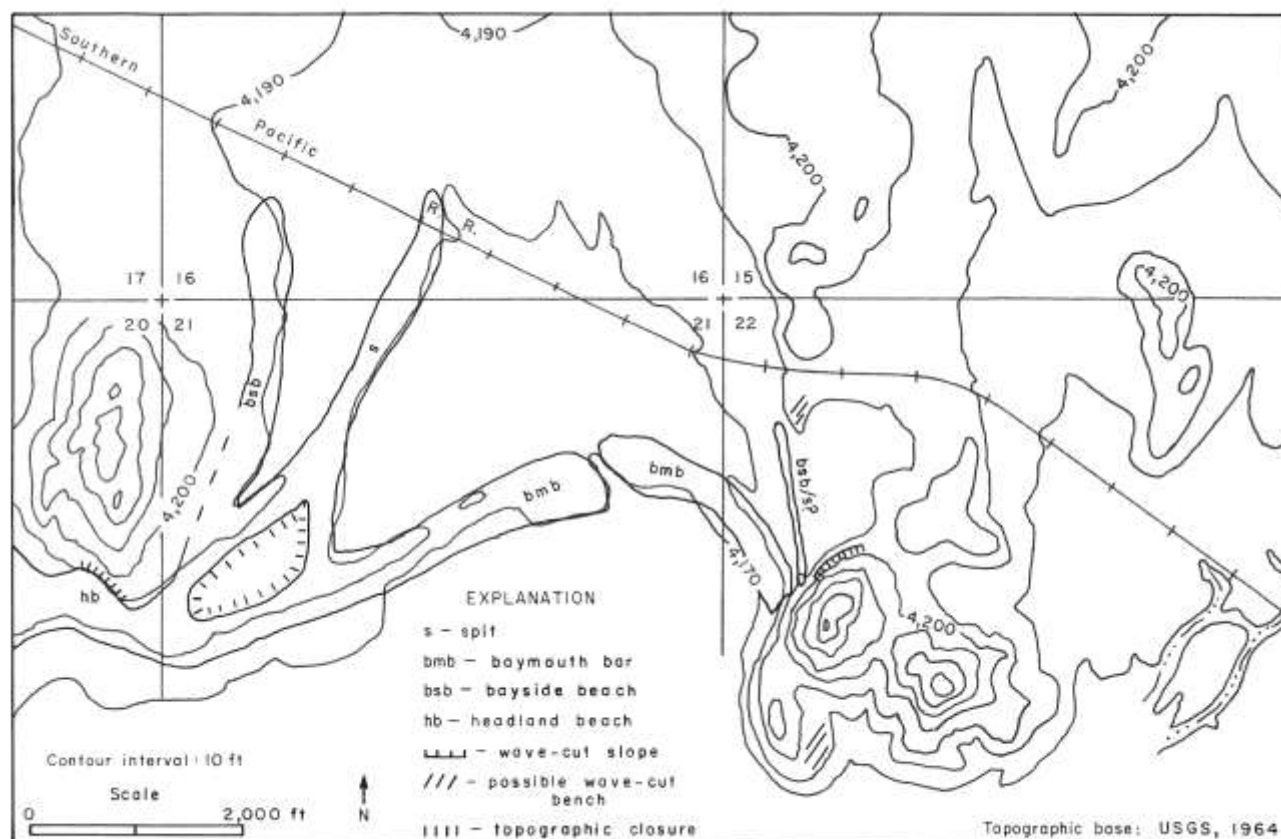 4,190
4,190
Southern
Pacific
R R.
4,200
4,200
17 16
20 21
16 15
21 22
4,200
bsb
s
4,200
bmb
bmb
bsb/s?
4,170
4,200
hb
EXPLANATION
s – spit
bmb – baymouth bar
bsb – bayside beach
hb – headland beach
– wave-cut slope
/// – possible wave-cut
bench
– topographic closure
Contour interval : 10 ft
Scale
0 2,000 ft
N
Topographic base: USGS, 1964